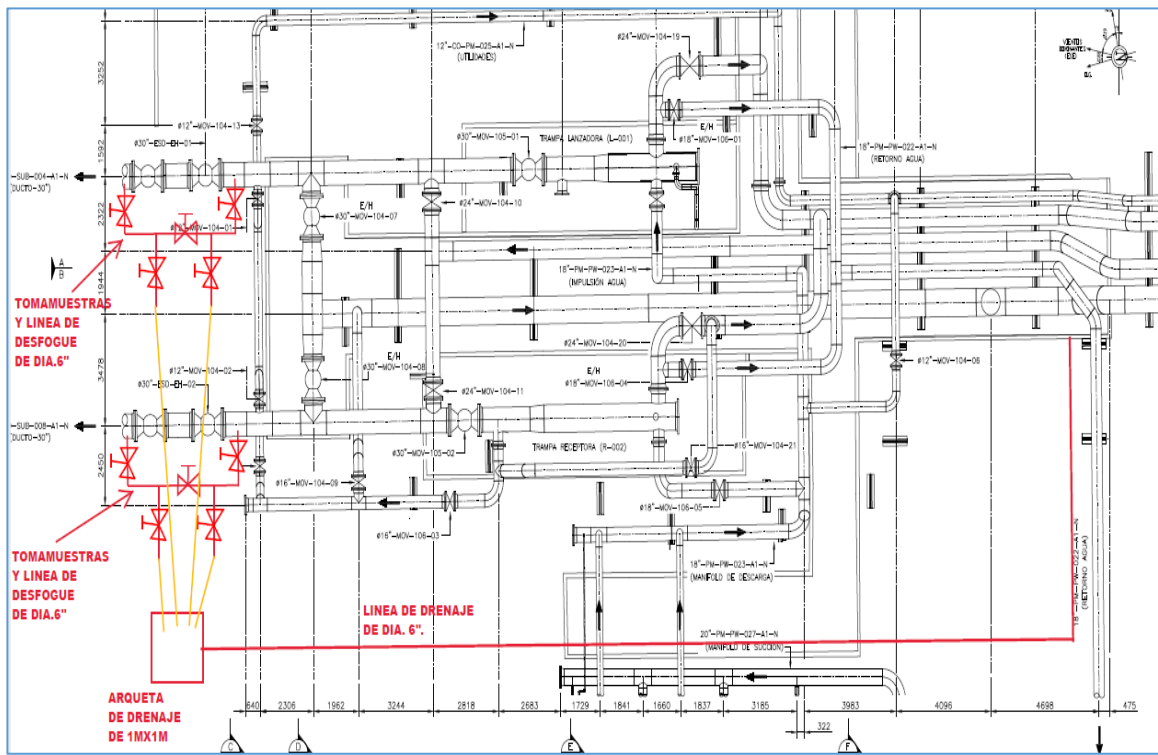 12"-CO-PM-025-A1-N
(UTILIDADES)
Ø24"-MOV-104-19
VIENTOS
3252
Ø12"-MOV-104-13
Ø30"-ESD-EH-01
1592
Ø30"-MOV-105-01
TRAMPA LANZADORA (L-001)
E/H
Ø18"-MOV-106-01
18"-PM-PW-022-A1-N
(RETORNO AGUA)
-SUB-004-A1-N
(DUCTO-30")
2322
E/H
Ø30"-MOV-104-07
Ø24"-MOV-104-10
A
B
1944
18"-PM-PW-023-A1-N
(IMPULSIÓN AGUA)
TOMAMUESTRAS
Y LINEA DE
DESFOGUE
DE DIA.6"
3478
Ø24"-MOV-104-20
E/H
Ø30"-MOV-104-08
E/H
Ø18"-MOV-106-04
Ø12"-MOV-104-06
Ø12"-MOV-104-02
Ø30"-ESD-EH-02
Ø24"-MOV-104-11
-SUB-008-A1-N
(DUCTO-30")
2450
Ø30"-MOV-105-02
TRAMPA RECEPTORA (R-002)
Ø16"-MOV-104-21
Ø16"-MOV-104-09
Ø16"-MOV-106-03
Ø18"-MOV-106-05
TOMAMUESTRAS
Y LINEA DE
DESFOGUE
DE DIA.6"
18"-PM-PW-023-A1-N
(MANIFOLD DE DESCARGA)
18"-PM-PW-022-A1-N
(RETORNO AGUA)
LINEA DE DRENAJE
DE DIA. 6".
20"-PM-PW-027-A1-N
(MANIFOLD DE SUCCIÓN)
ARQUETA
DE DRENAJE
DE 1MX1M
640 2306 1962 3244 2818 2683 1729 1841 1660 1837 3185 3983 4096 4698 475
322
C D E F